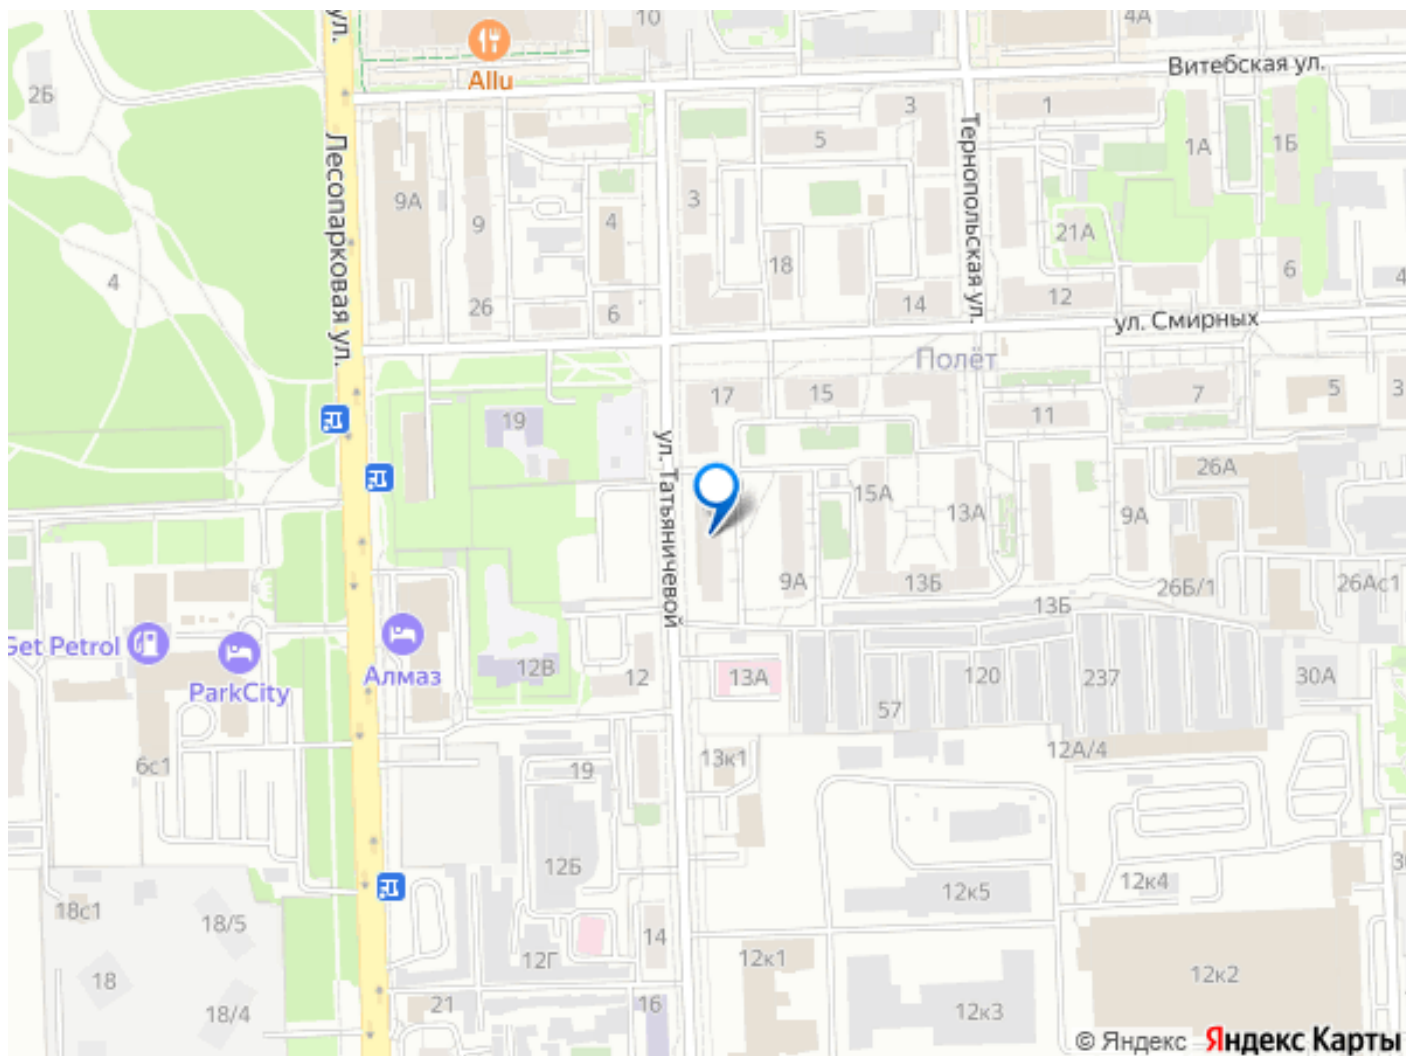 ул.
10
4А
Allu
Витебская ул.
2Б
3
1
5
Лесопарковая ул.
9А
9
4
3
Тернопольская ул.
1А
1Б
21А
18
6
4
4
26
6
14
12
ул. Смирных
Полёт
17
15
11
7
5
3
19
ул. Татьяничевой
26А
15А
13А
9А
9А
13Б
26Б/1
26Ас1
13Б
Get Petrol
ParkCity
Алмаз
12В
12
13А
120
237
30А
57
12А/4
6с1
13к1
19
12Б
12к5
12к4
18с1
18/5
14
12Г
12к1
12к2
18
18/4
21
16
12к3
© Яндекс Яндекс Карты